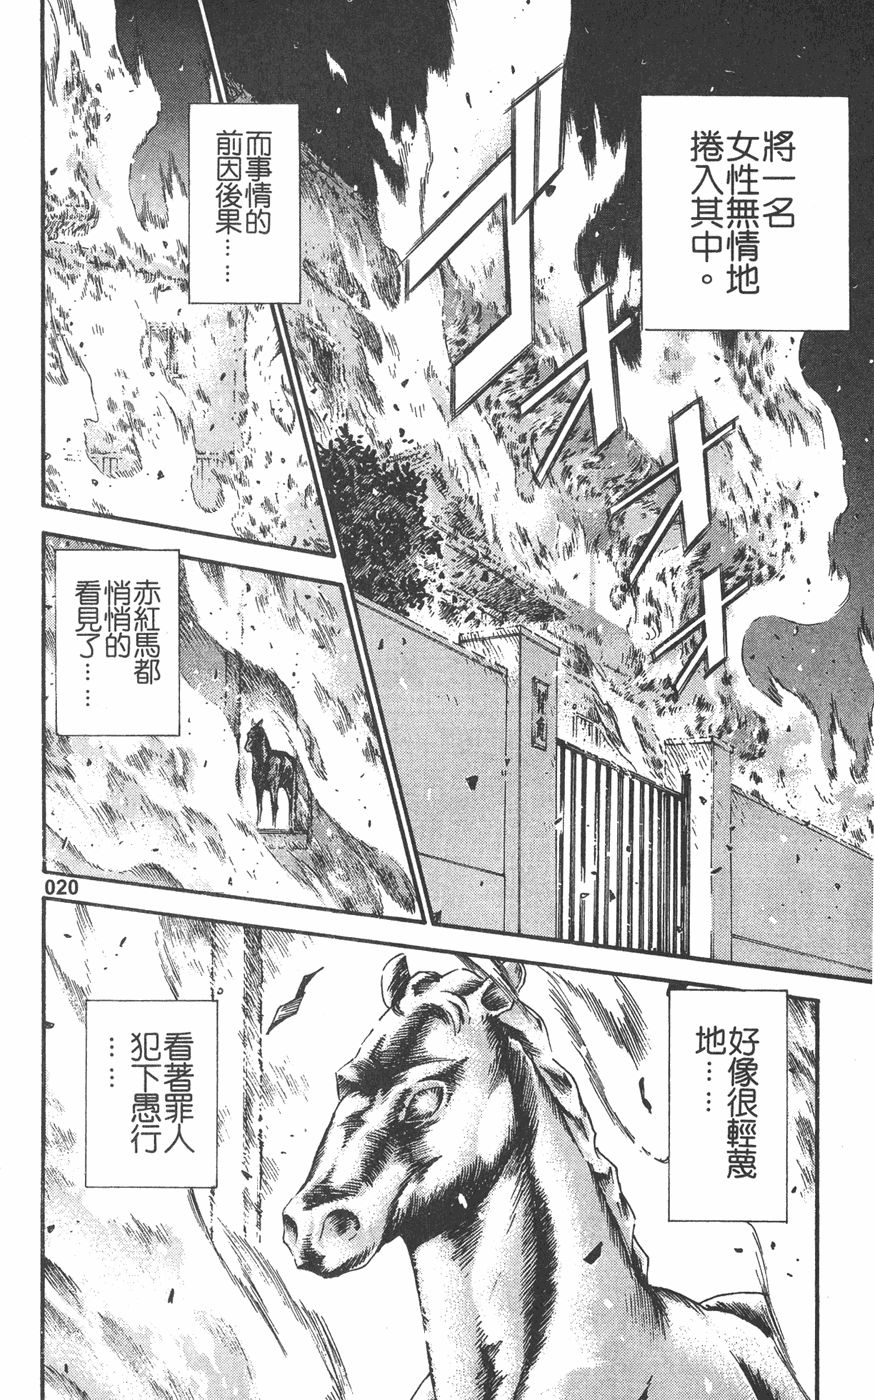 將一名
女性無情地
捲入其中。
ゴオオオ
而事情的
前因後果……
赤紅馬都
悄悄的
看見了……
020
好像很輕蔑
地……
看著罪人
犯下愚行
……